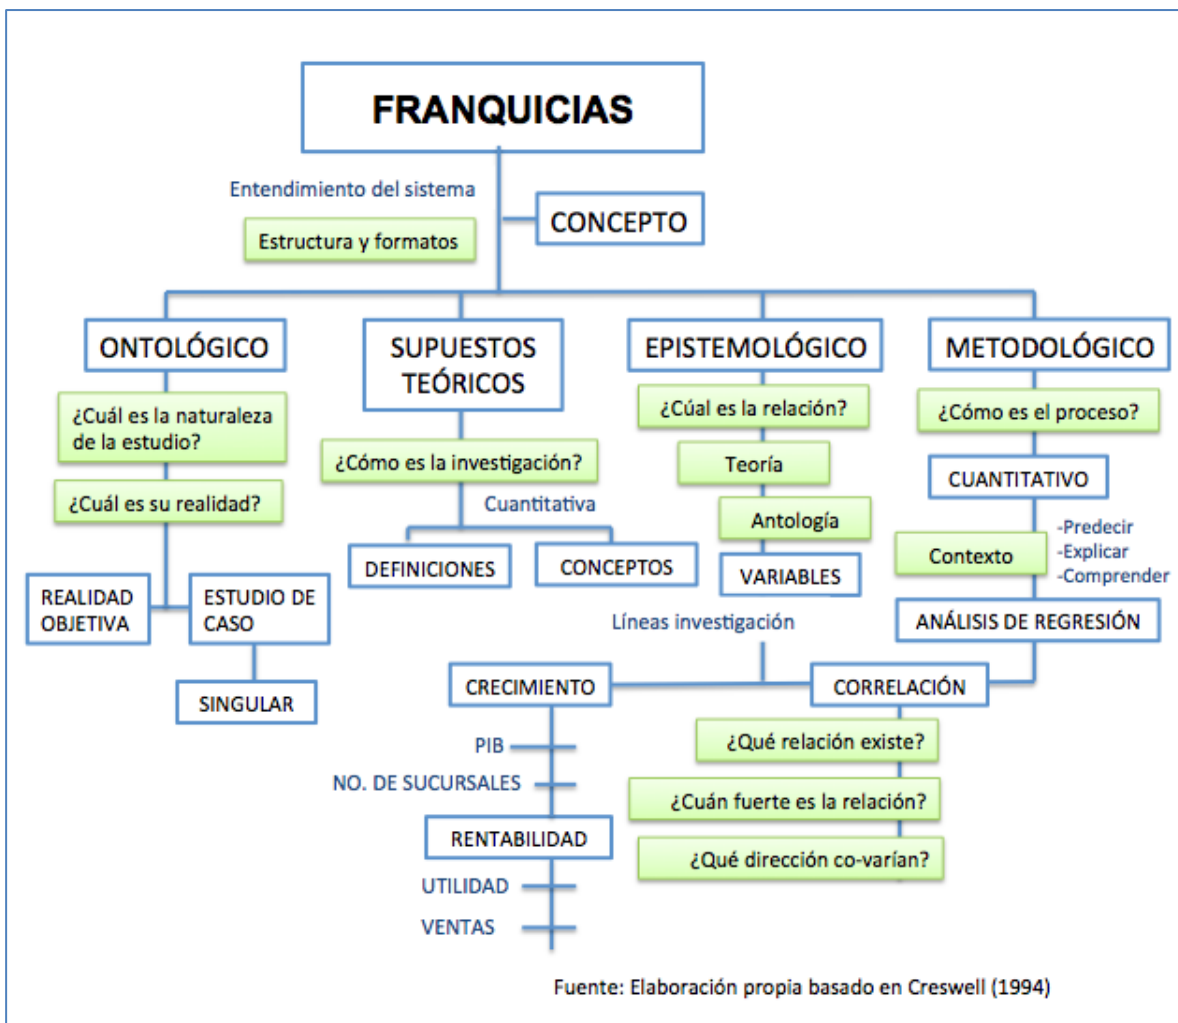 FRANQUICIAS
Entendimiento del sistema
CONCEPTO
Estructura y formatos
ONTOLÓGICO
¿Cuál es la naturaleza
de la estudio?
¿Cuál es su realidad?
REALIDAD
OBJETIVA
ESTUDIO DE
CASO
SINGULAR
SUPUESTOS
TEÓRICOS
¿Cómo es la investigación?
Cuantitativa
DEFINICIONES
CONCEPTOS
EPISTEMOLÓGICO
¿Cúal es la relación?
Teoría
Antología
VARIABLES
METODOLÓGICO
¿Cómo es el proceso?
CUANTITATIVO
Contexto
-Predecir
-Explicar
-Comprender
ANÁLISIS DE REGRESIÓN
Líneas investigación
CRECIMIENTO
PIB
NO. DE SUCURSALES
RENTABILIDAD
UTILIDAD
VENTAS
CORRELACIÓN
¿Qué relación existe?
¿Cuán fuerte es la relación?
¿Qué dirección co-varían?
Fuente: Elaboración propia basado en Creswell (1994)